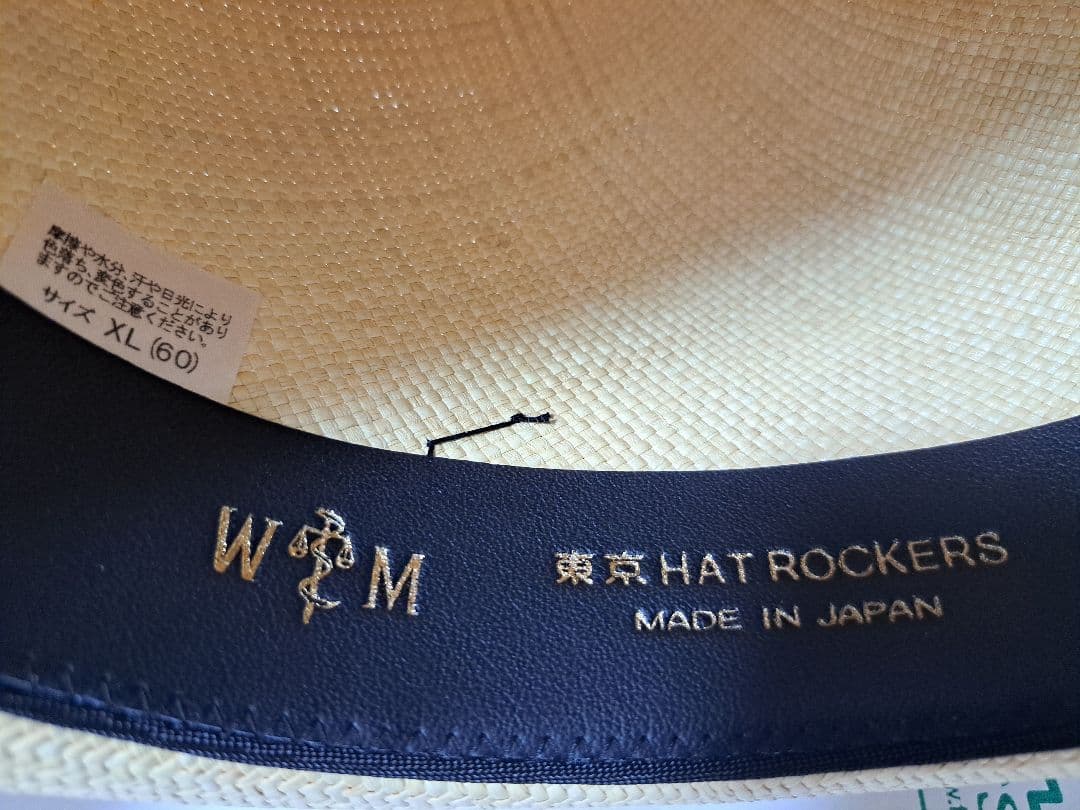 摩擦や水分、汗や日光により
色落ち、変色することがあり
ますのでご注意ください。
サイズ XL (60)
W M
東京 HAT ROCKERS
MADE IN JAPAN